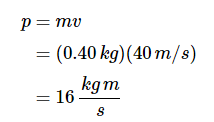 p = mv
= (0.40 kg)(40 m/s)
= 16 kg m / s